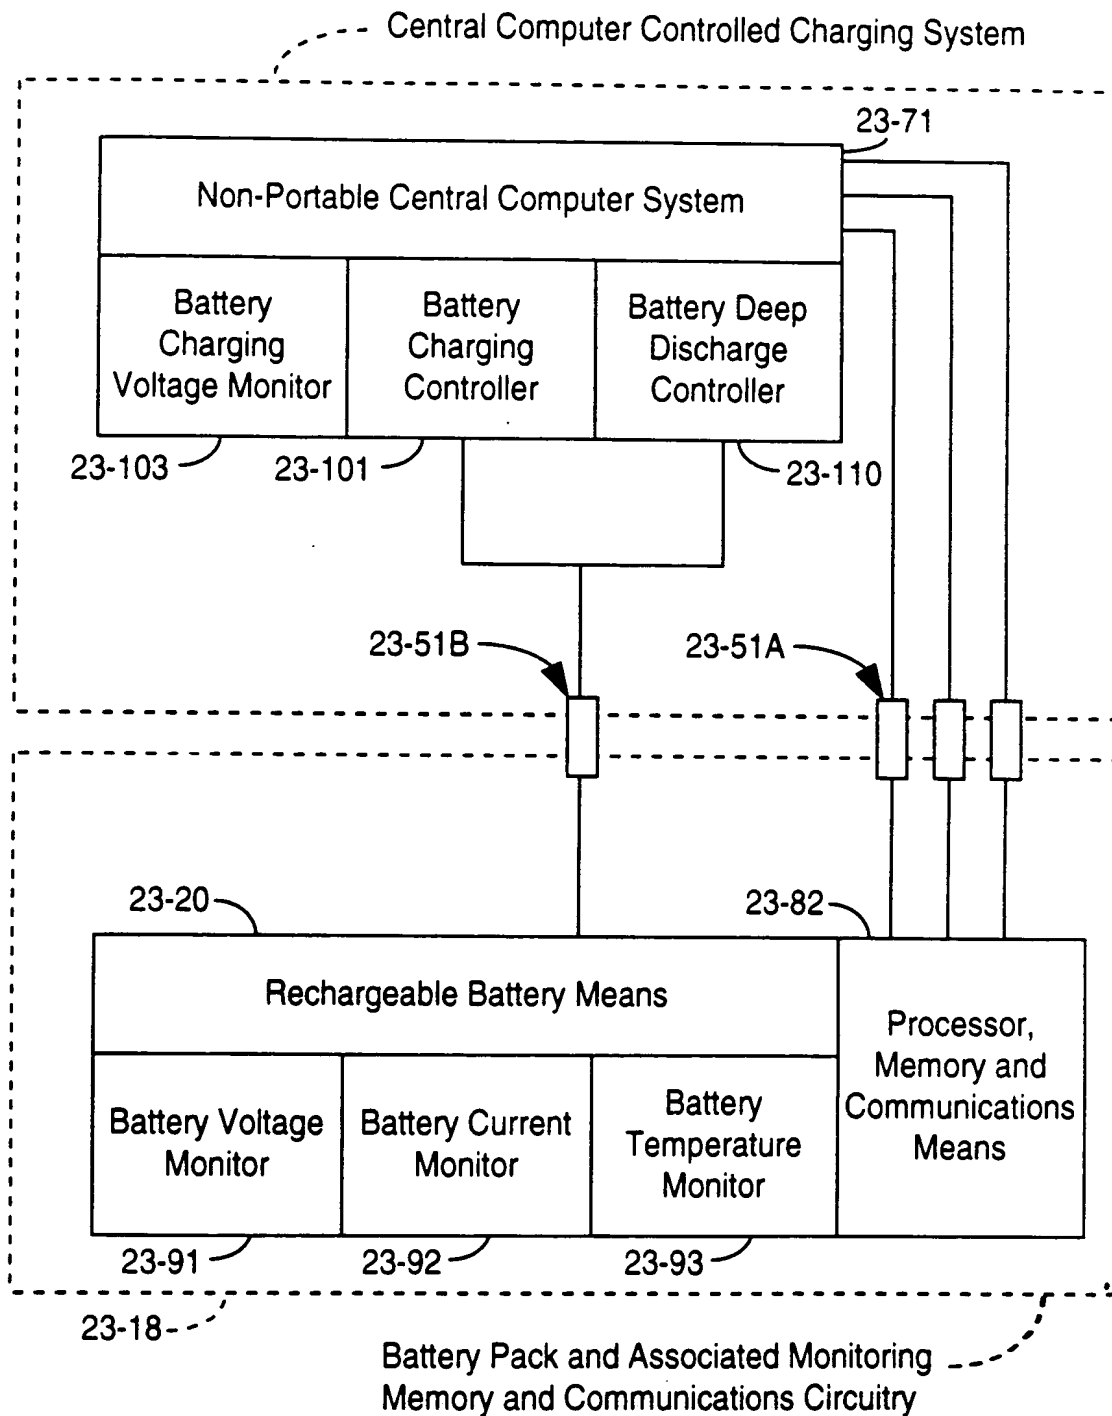 Central Computer Controlled Charging System
23-71
Non-Portable Central Computer System
Battery
Charging
Voltage Monitor
Battery
Charging
Controller
Battery Deep
Discharge
Controller
23-103
23-101
23-110
23-51B
23-51A
23-20
23-82
Rechargeable Battery Means
Processor,
Memory and
Communications
Means
Battery Voltage
Monitor
Battery Current
Monitor
Battery
Temperature
Monitor
23-91
23-92
23-93
23-18
Battery Pack and Associated Monitoring
Memory and Communications Circuitry